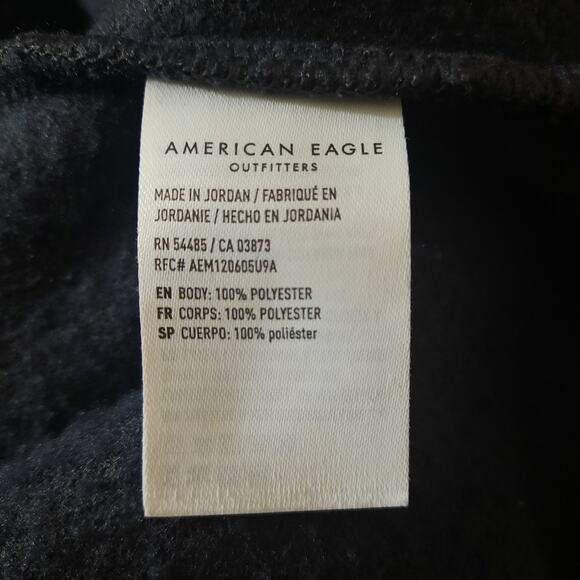 AMERICAN EAGLE
OUTFITTERS
MADE IN JORDAN / FABRIQUÉ EN
JORDANIE / HECHO EN JORDANIA
RN 54485 / CA 03873
RFC# AEM120605U9A
EN BODY: 100% POLYESTER
FR CORPS: 100% POLYESTER
SP CUERPO: 100% poliéster